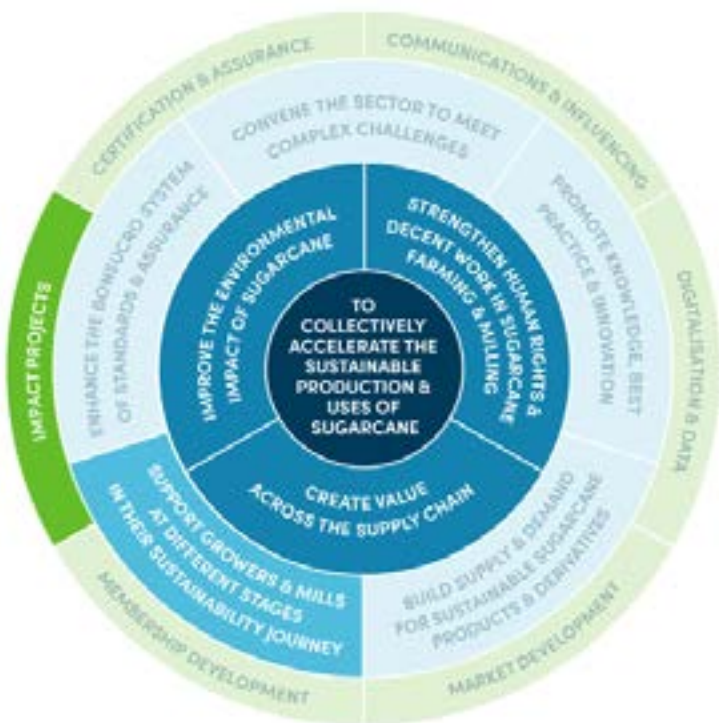 CERTIFICATION & ASSURANCE
COMMUNICATIONS & INFLUENCING
DIGITALISATION & DATA
MARKET DEVELOPMENT
MEMBERSHIP DEVELOPMENT
IMPACT PROJECTS
CONVENE THE SECTOR TO MEET
COMPLEX CHALLENGES
PROMOTE KNOWLEDGE, BEST
PRACTICE & INNOVATION
BUILD SUPPLY & DEMAND
FOR SUSTAINABLE SUGARCANE
PRODUCTS & DERIVATIVES
SUPPORT GROWERS & MILLS
AT DIFFERENT STAGES
IN THEIR SUSTAINABILITY JOURNEY
ENHANCE THE BONSUCRO SYSTEM
OF STANDARDS & ASSURANCE
IMPROVE THE ENVIRONMENTAL
IMPACT OF SUGARCANE
STRENGTHEN HUMAN RIGHTS &
DECENT WORK IN SUGARCANE
FARMING & MILLING
CREATE VALUE
ACROSS THE SUPPLY CHAIN
TO
COLLECTIVELY
ACCELERATE THE
SUSTAINABLE
PRODUCTION &
USES OF
SUGARCANE